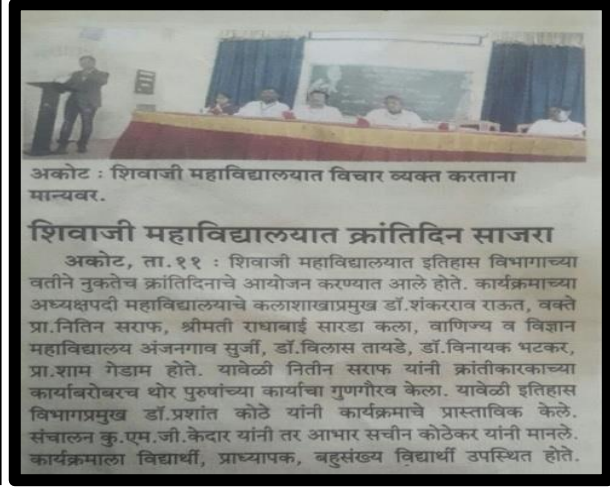 अकोट : शिवाजी महाविद्यालयात विचार व्यक्त करताना
मान्यवर.
शिवाजी महाविद्यालयात क्रांतिदिन साजरा
अकोट, ता.११ : शिवाजी महाविद्यालयात इतिहास विभागाच्या
वतीने नुकतेच क्रांतिदिनाचे आयोजन करण्यात आले होते. कार्यक्रमाच्या
अध्यक्षपदी महाविद्यालयाचे कलाशाखाप्रमुख डॉ.शंकरराव राऊत, वक्ते
प्रा.नितिन सराफ, श्रीमती राधाबाई सारडा कला, वाणिज्य व विज्ञान
महाविद्यालय अंजनगाव सुर्जी, डॉ.विलास तायडे, डॉ.विनायक भटकर,
प्रा.शाम गेडाम होते. यावेळी नितीन सराफ यांनी क्रांतीकारकाच्या
कार्याबरोबरच थोर पुरुषांच्या कार्याचा गुणगौरव केला. यावेळी इतिहास
विभागप्रमुख डॉ.प्रशांत कोठे यांनी कार्यक्रमाचे प्रास्ताविक केले.
संचालन कु.एम.जी.केदार यांनी तर आभार सचीन कोठेकर यांनी मानले.
कार्यक्रमाला विद्यार्थी, प्राध्यापक, बहुसंख्य विद्यार्थी उपस्थित होते.